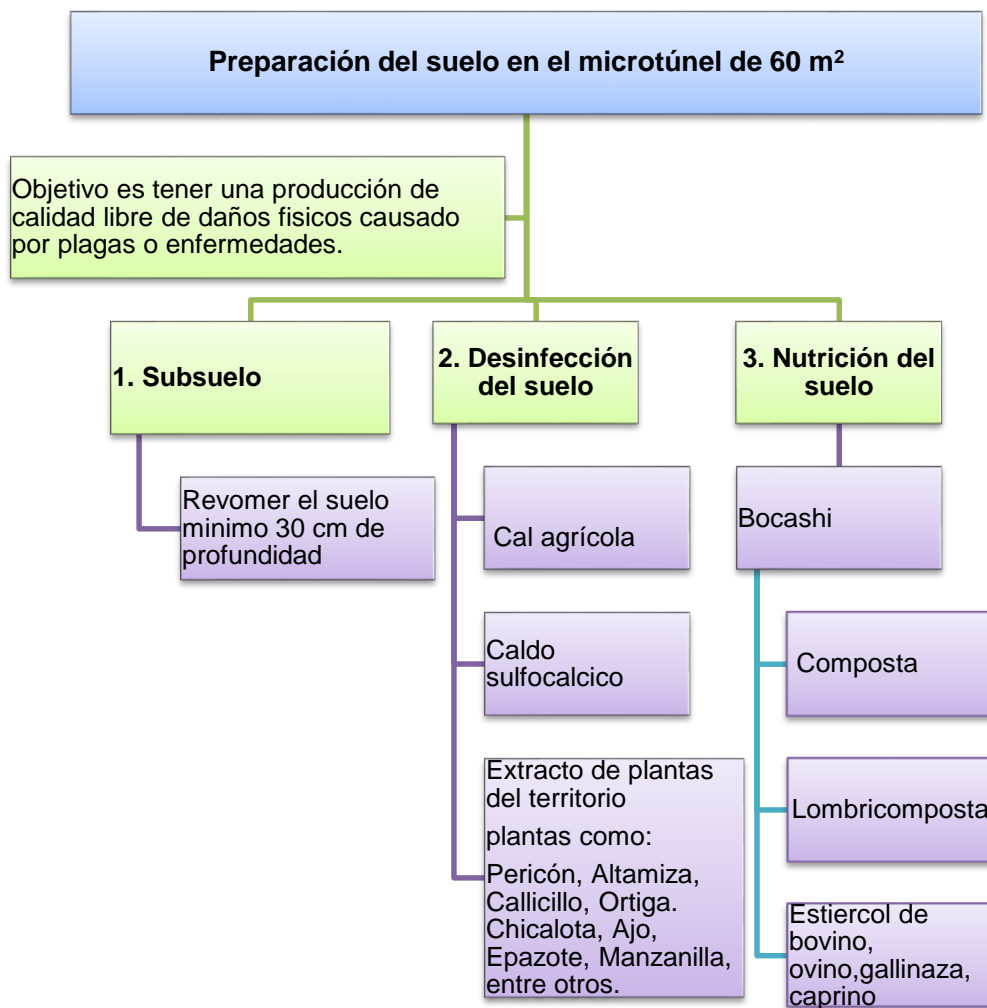 Preparación del suelo en el microtúnel de 60 m²
Objetivo es tener una producción de
calidad libre de daños fisicos causado
por plagas o enfermedades.
1. Subsuelo
Revomer el suelo
minimo 30 cm de
profundidad
2. Desinfección
del suelo
Cal agrícola
Caldo
sulfocalcico
Extracto de plantas
del territorio
plantas como:
Pericón, Altamiza,
Callicillo, Ortiga.
Chicalota, Ajo,
Epazote, Manzanilla,
entre otros.
3. Nutrición del
suelo
Bocashi
Composta
Lombricomposta
Estiercol de
bovino,
ovino,gallinaza,
caprino